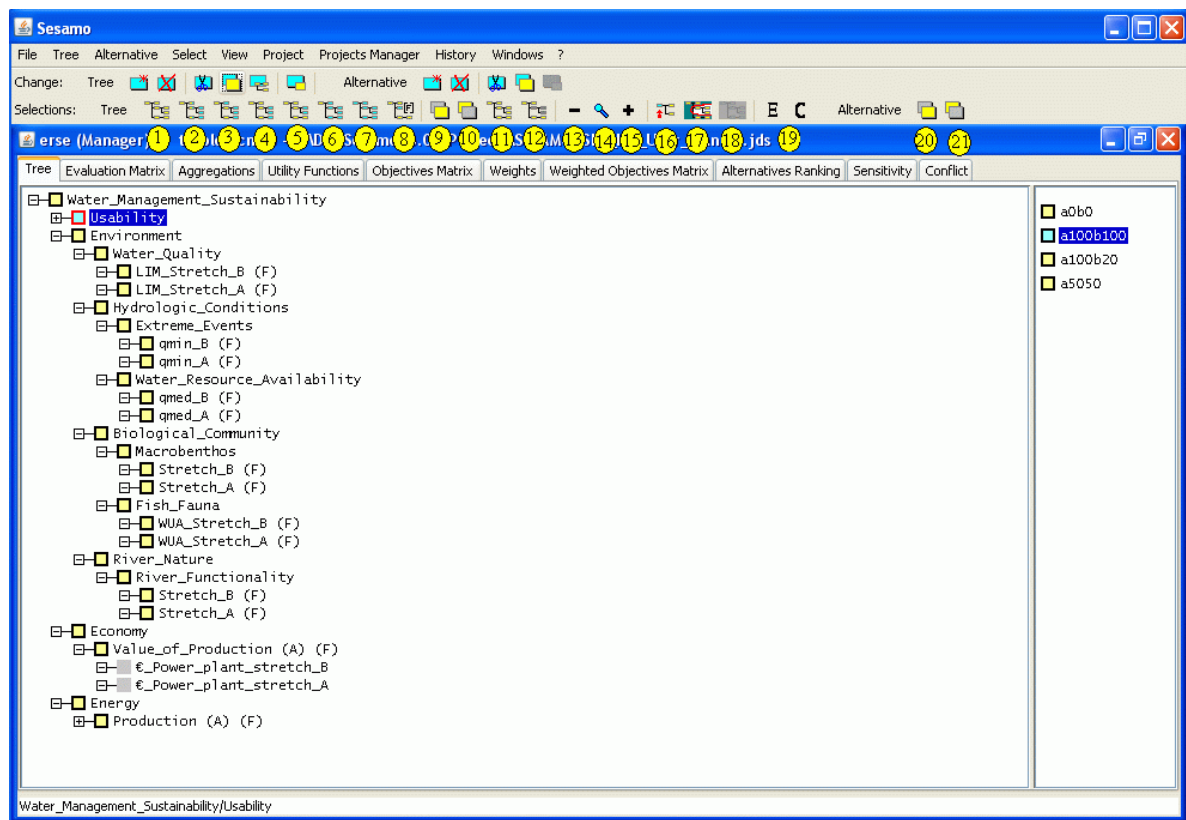 Sesamo
File Tree Alternative Select View Project Projects Manager History Windows ?
Change: Tree Alternative
Selections: Tree F E C Alternative
1 2 3 4 5 6 7 8 9 10 11 12 13 14 15 16 17 18 19 20 21
erse (Manager) .jds
Tree Evaluation Matrix Aggregations Utility Functions Objectives Matrix Weights Weighted Objectives Matrix Alternatives Ranking Sensitivity Conflict
Water_Management_Sustainability
Usability
Environment
Water_Quality
LIM_Stretch_B (F)
LIM_Stretch_A (F)
Hydrologic_Conditions
Extreme_Events
qmin_B (F)
qmin_A (F)
Water_Resource_Availability
qmed_B (F)
qmed_A (F)
Biological_Community
Macrobenthos
Stretch_B (F)
Stretch_A (F)
Fish_Fauna
WUA_Stretch_B (F)
WUA_Stretch_A (F)
River_Nature
River_Functionality
Stretch_B (F)
Stretch_A (F)
Economy
Value_of_Production (A) (F)
€_Power_plant_stretch_B
€_Power_plant_stretch_A
Energy
Production (A) (F)
a0b0
a100b100
a100b20
a5050
Water_Management_Sustainability/Usability